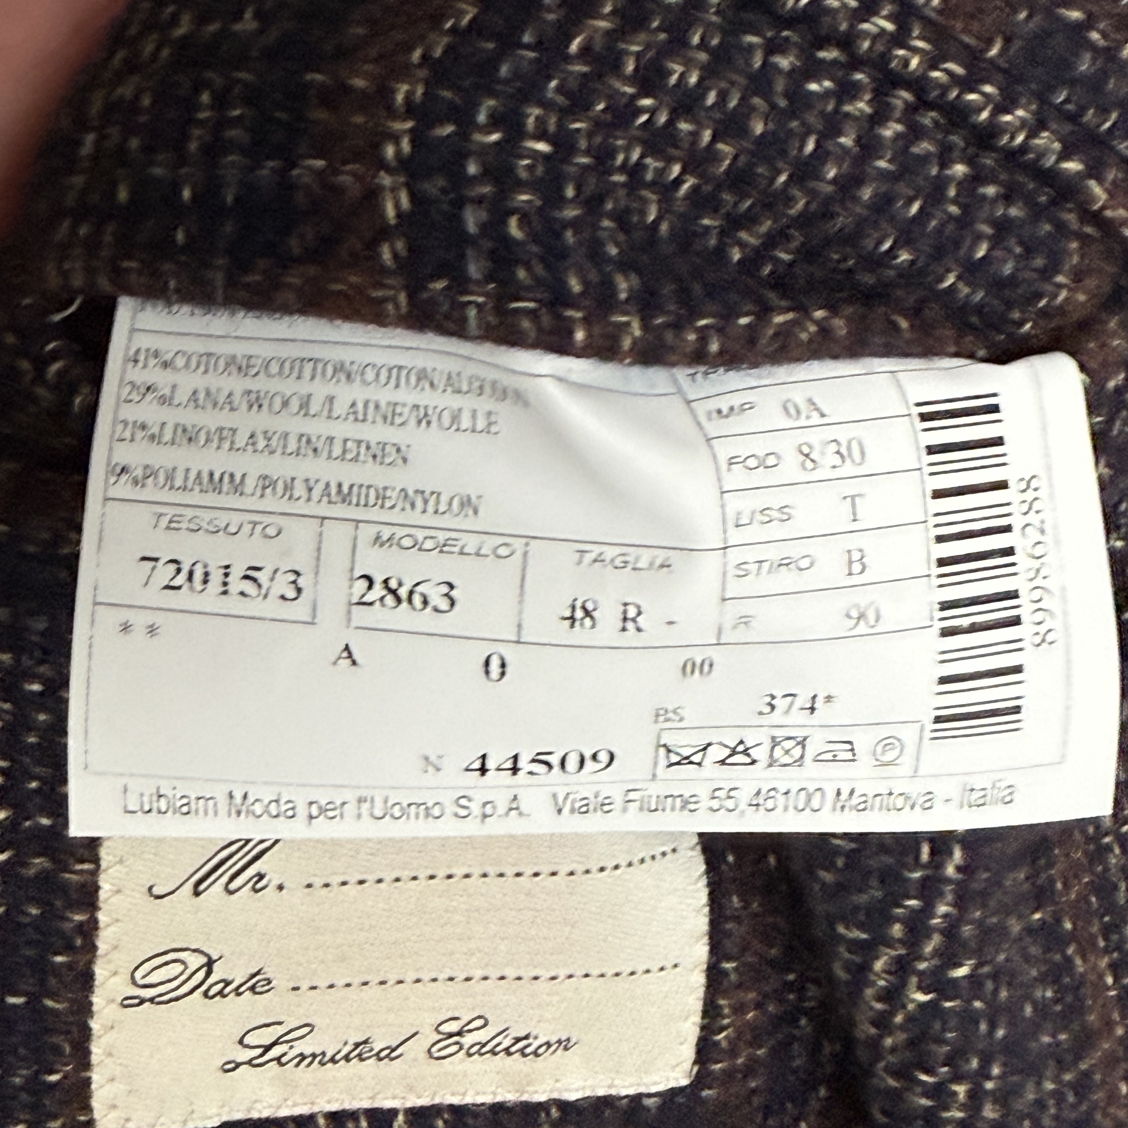 41%COTONE/COTTON/COTON/ALGODON
29%LANA/WOOL/LAINE/WOLLE
21%LINO/FLAX/LIN/LEINEN
9%POLIAMM./POLYAMIDE/NYLON
IMP 0A
FOD 8/30
LISS T
STIRO B
R 90
TESSUTO
72015/3
MODELLO
2863
TAGLIA
48 R -
**
A 0 00
BS 374*
N 44509
P
89986288
Lubiam Moda per l'Uomo S.p.A. Viale Fiume 55,46100 Mantova - Italia
Mr.
Date
Limited Edition